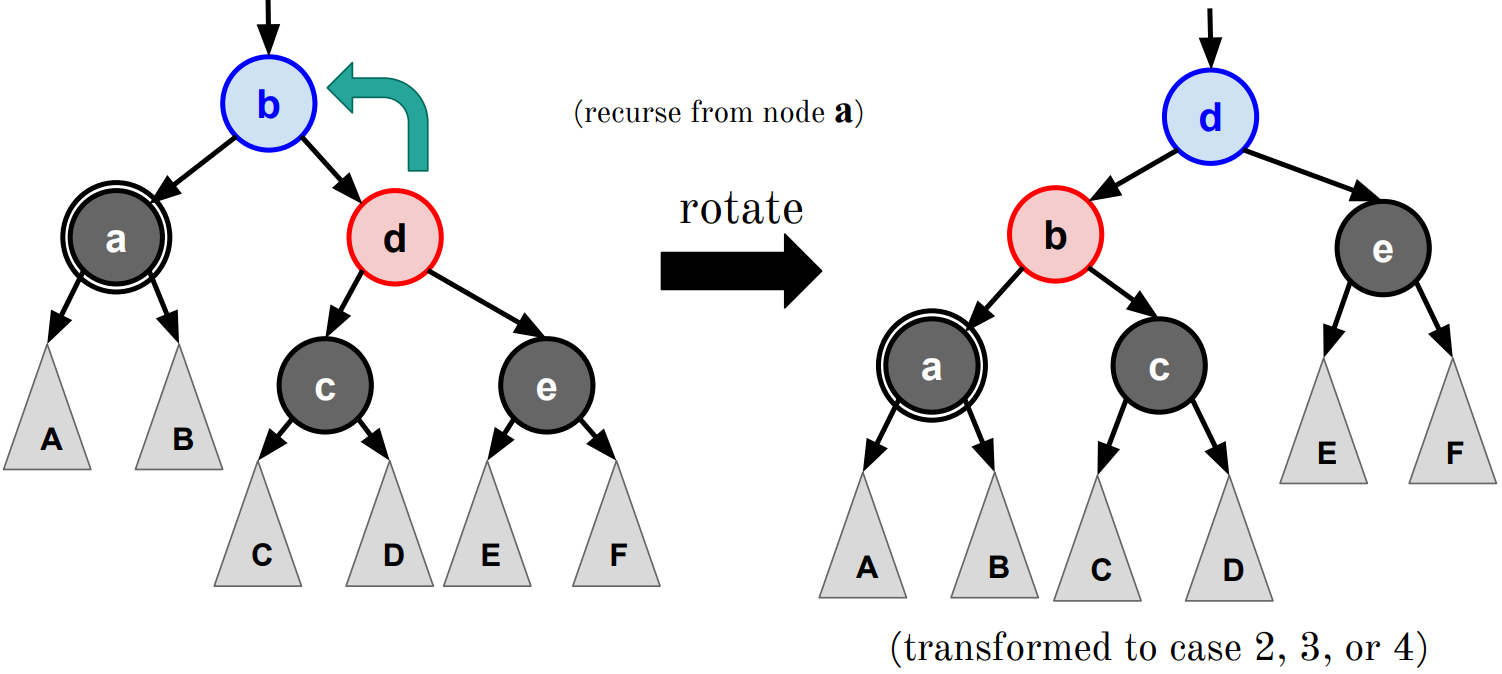 b
d
(recurse from node a)
a
d
rotate
b
e
c
e
a
c
A
B
E
F
C
D
E
F
A
B
C
D
(transformed to case 2, 3, or 4)